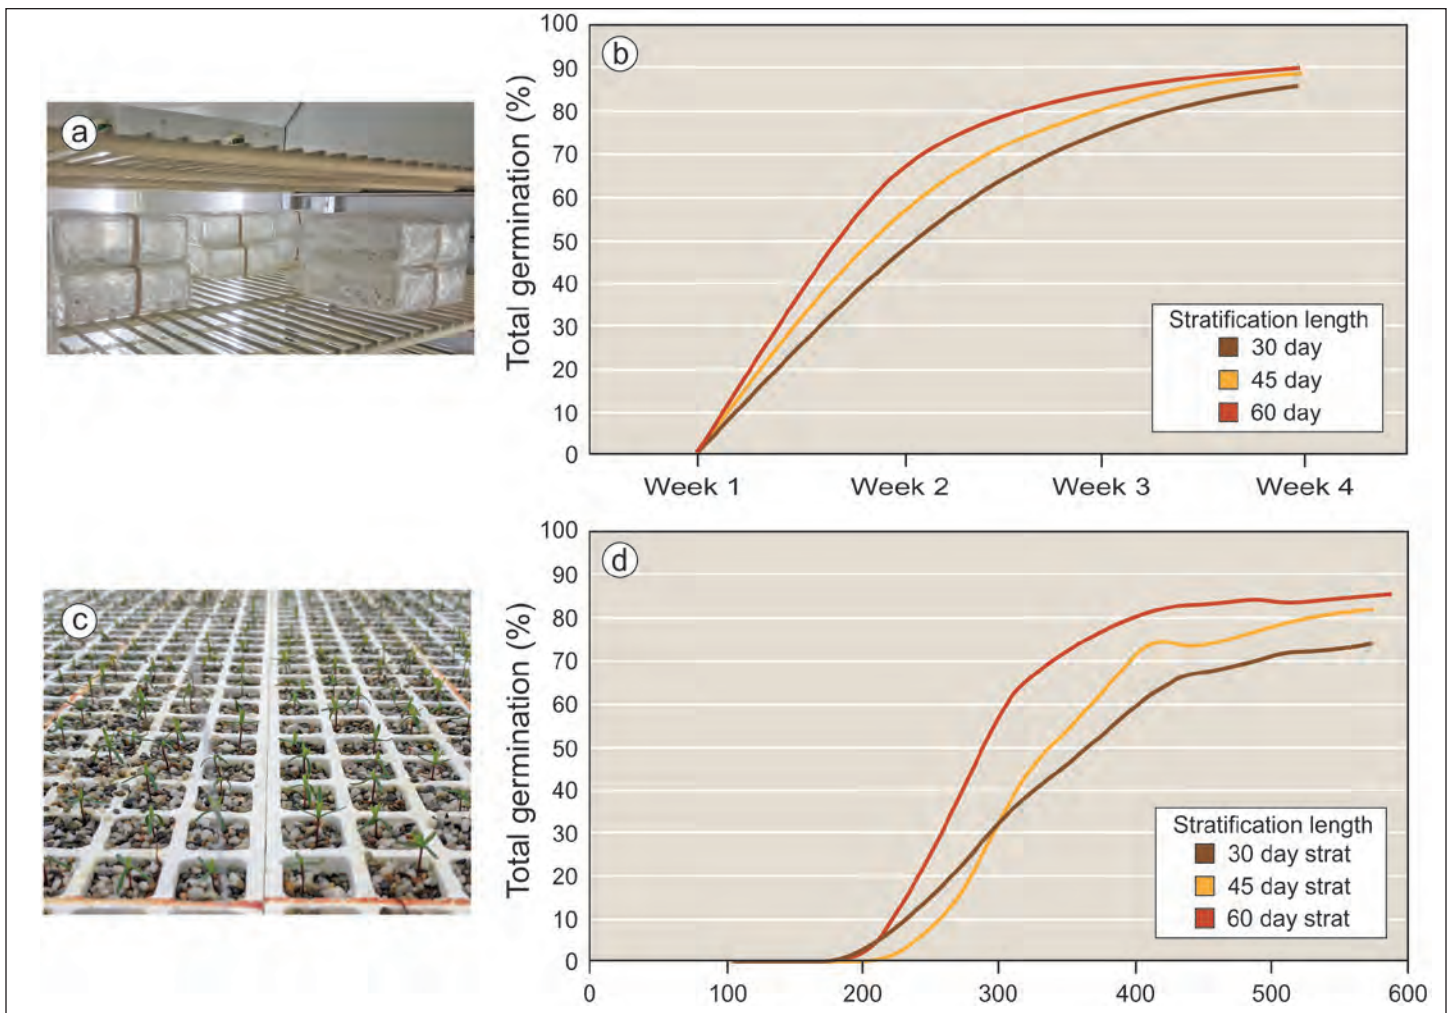 a
Total germination (%)
100
90
80
70
60
50
40
30
20
10
0
b
Stratification length
30 day
45 day
60 day
Week 1 Week 2 Week 3 Week 4
c
Total germination (%)
100
90
80
70
60
50
40
30
20
10
0
d
Stratification length
30 day strat
45 day strat
60 day strat
0 100 200 300 400 500 600